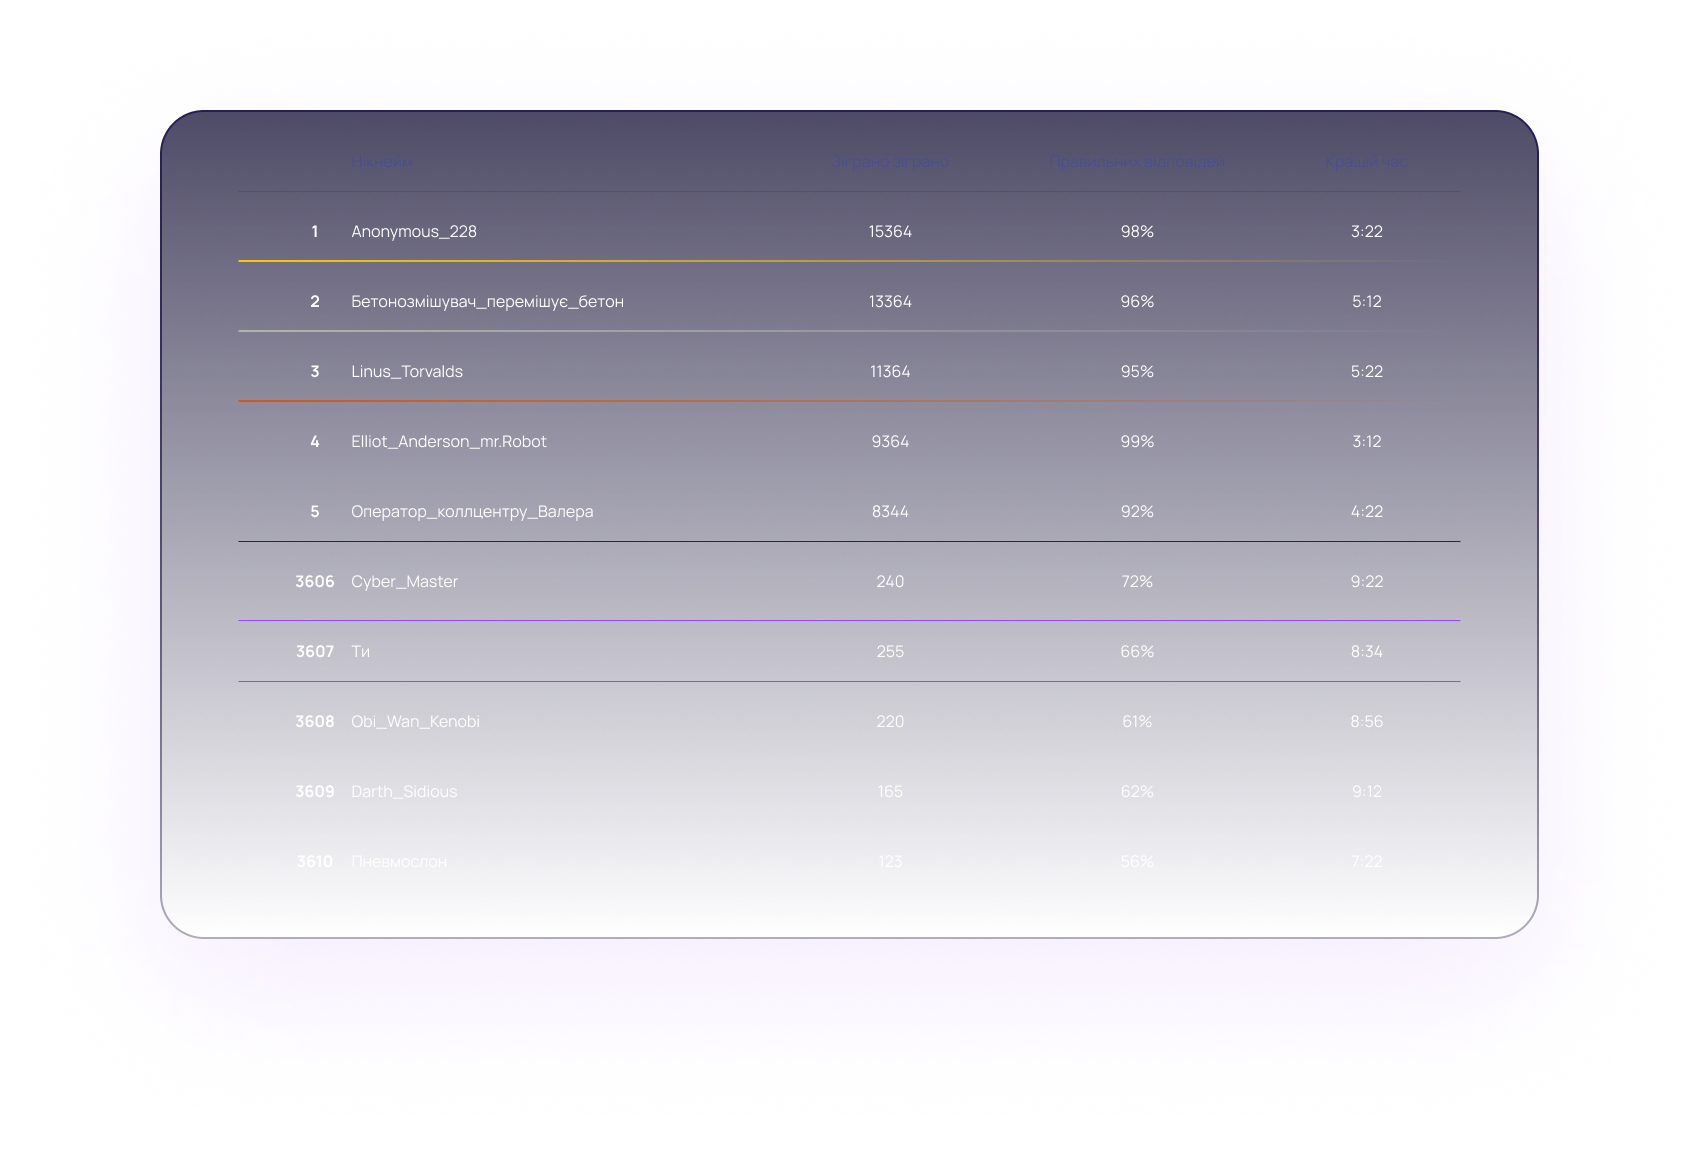 Нікнейм Зіграно Зіграно Правильних відповідей Кращій час
1 Anonymous_228 15364 98% 3:22
2 Бетонозмішувач_перемішує_бетон 13364 96% 5:12
3 Linus_Torvalds 11364 95% 5:22
4 Elliot_Anderson_mr.Robot 9364 99% 3:12
5 Оператор_коллцентру_Валера 8344 92% 4:22
3606 Cyber_Master 240 72% 9:22
3607 Ти 255 66% 8:34
3608 Obi_Wan_Kenobi 220 61% 8:56
3609 Darth_Sidious 165 62% 9:12
3610 Пневмослон 123 56% 7:22